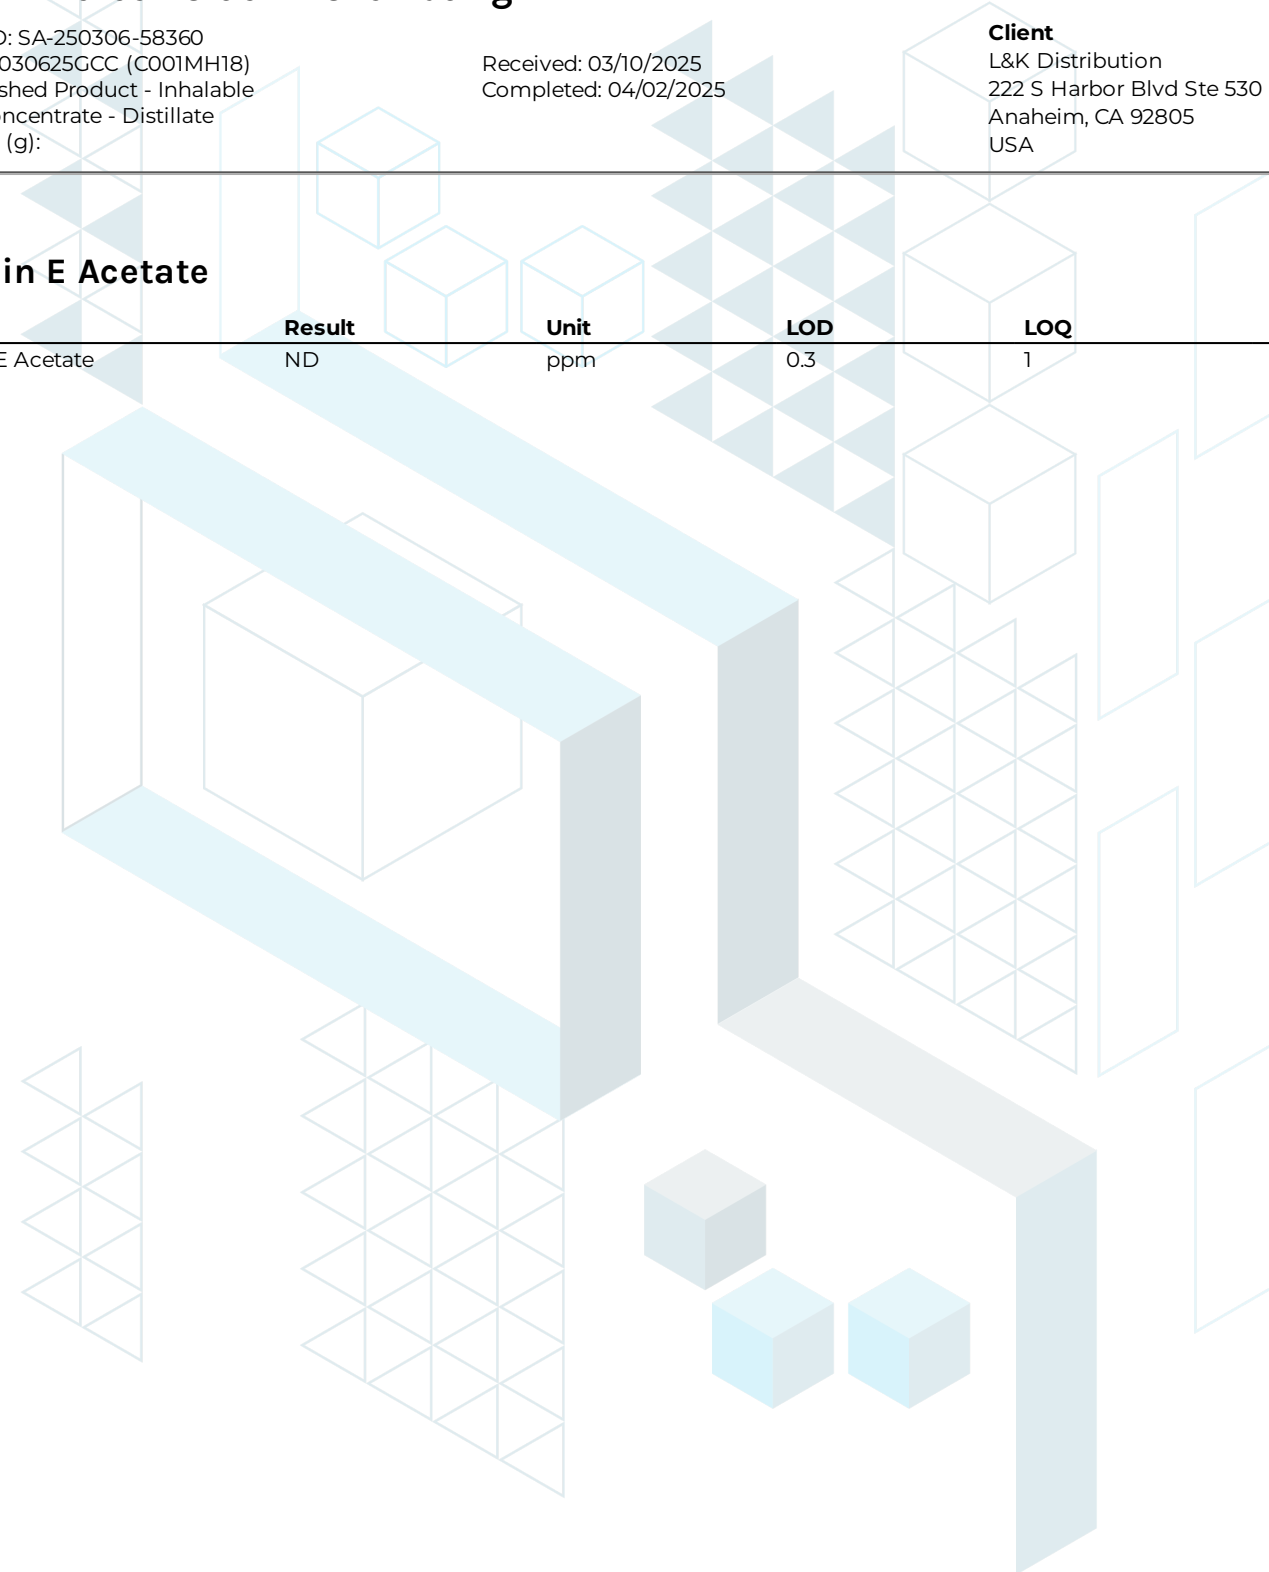 D: SA-250306-58360
030625GCC (C001MH18)
shed Product - Inhalable
ncentrate - Distillate
(g):
Received: 03/10/2025
Completed: 04/02/2025
Client
L&K Distribution
222 S Harbor Blvd Ste 530
Anaheim, CA 92805
USA
in E Acetate
Result Unit LOD LOQ
E Acetate ND ppm 0.3 1